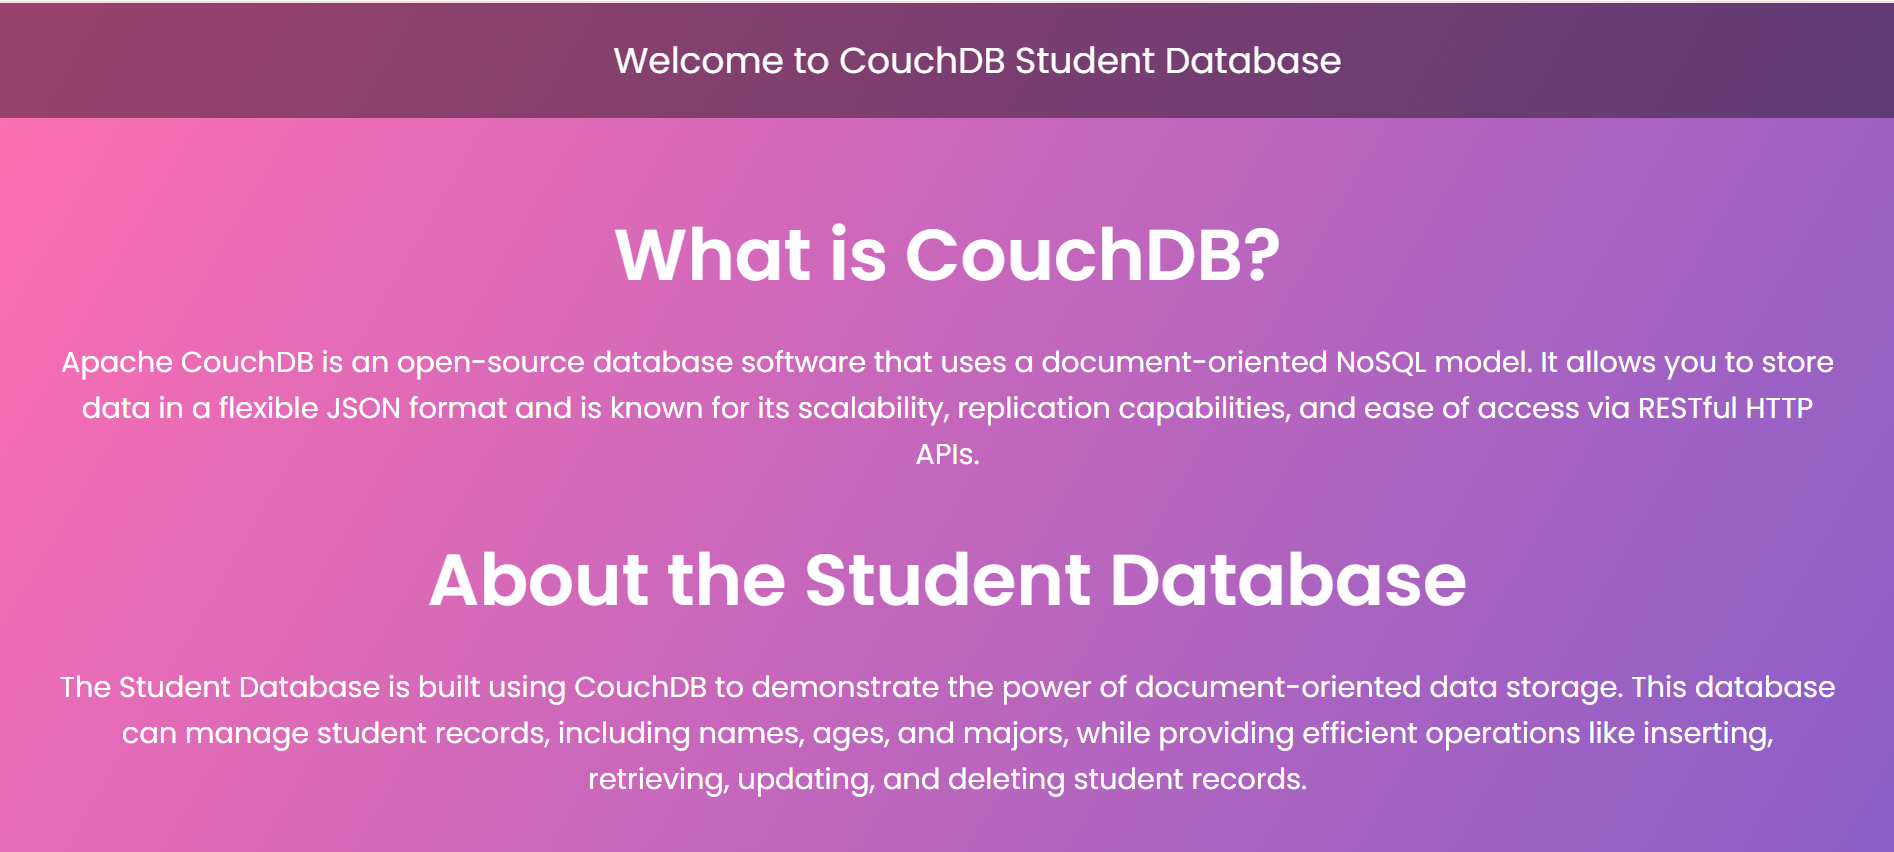 Welcome to CouchDB Student Database
What is CouchDB?
Apache CouchDB is an open-source database software that uses a document-oriented NoSQL model. It allows you to store
data in a flexible JSON format and is known for its scalability, replication capabilities, and ease of access via RESTful HTTP
APIs.
About the Student Database
The Student Database is built using CouchDB to demonstrate the power of document-oriented data storage. This database
can manage student records, including names, ages, and majors, while providing efficient operations like inserting,
retrieving, updating, and deleting student records.